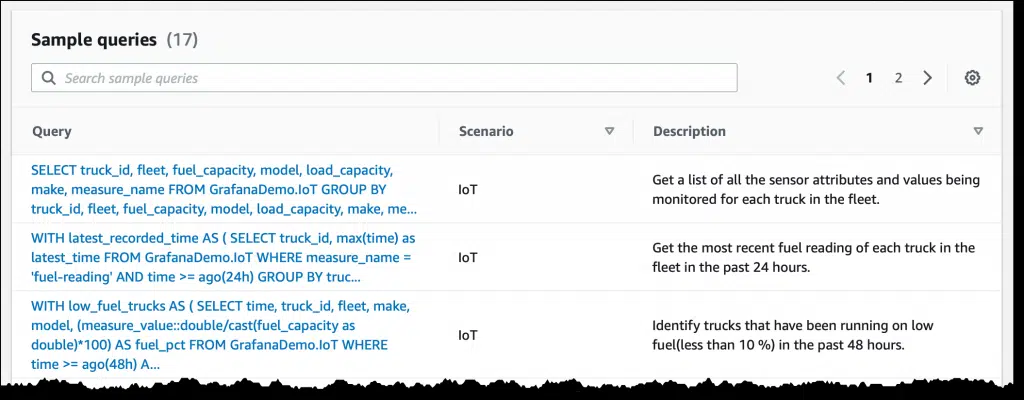 Sample queries (17)
Search sample queries
1 2
Query Scenario Description
SELECT truck_id, fleet, fuel_capacity, model, load_capacity,
make, measure_name FROM GrafanaDemo.IoT GROUP BY
truck_id, fleet, fuel_capacity, model, load_capacity, make, me...
IoT
Get a list of all the sensor attributes and values being
monitored for each truck in the fleet.
WITH latest_recorded_time AS ( SELECT truck_id, max(time) as
latest_time FROM GrafanaDemo.IoT WHERE measure_name =
'fuel-reading' AND time >= ago(24h) GROUP BY truc...
IoT
Get the most recent fuel reading of each truck in the
fleet in the past 24 hours.
WITH low_fuel_trucks AS ( SELECT time, truck_id, fleet, make,
model, (measure_value::double/cast(fuel_capacity as
double)*100) AS fuel_pct FROM GrafanaDemo.IoT WHERE
time >= ago(48h) A...
IoT
Identify trucks that have been running on low
fuel(less than 10 %) in the past 48 hours.